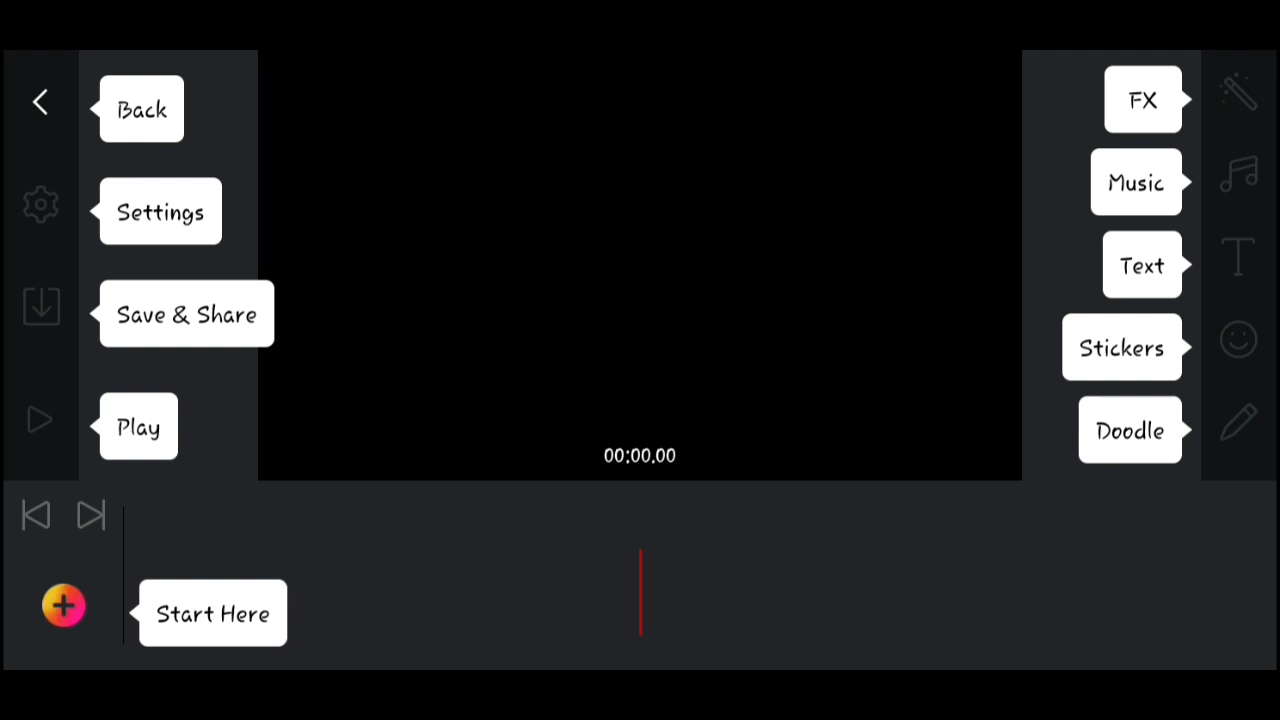 Back
Settings
Save & Share
Play
FX
Music
Text
Stickers
Doodle
00:00.00
Start Here